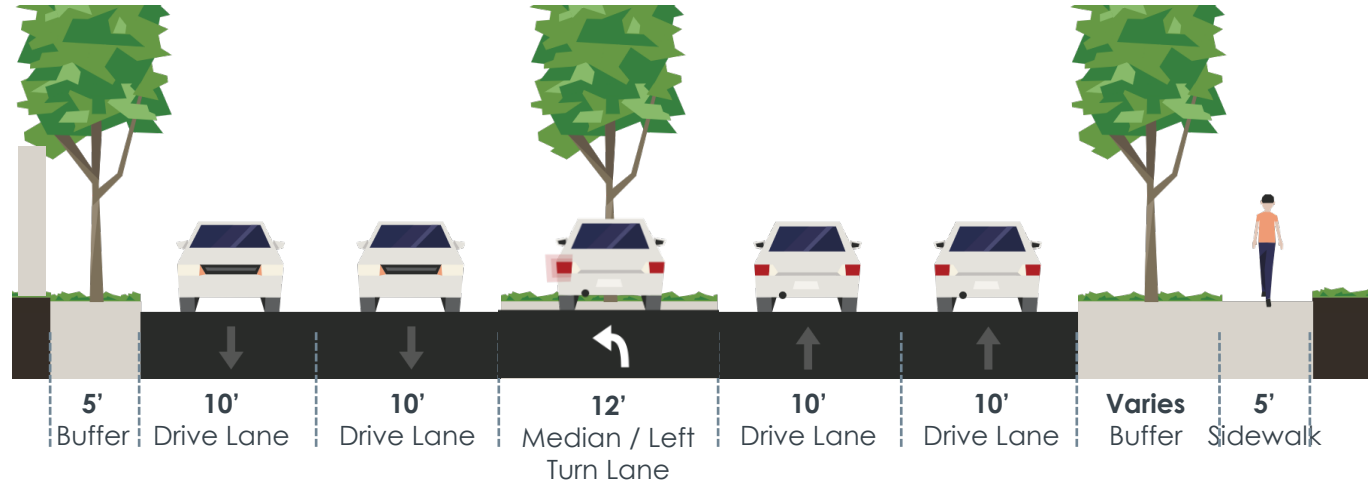 5’
Buffer
10’
Drive Lane
10’
Drive Lane
12’
Median / Left
Turn Lane
10’
Drive Lane
10’
Drive Lane
Varies
Buffer
5’
Sidewalk